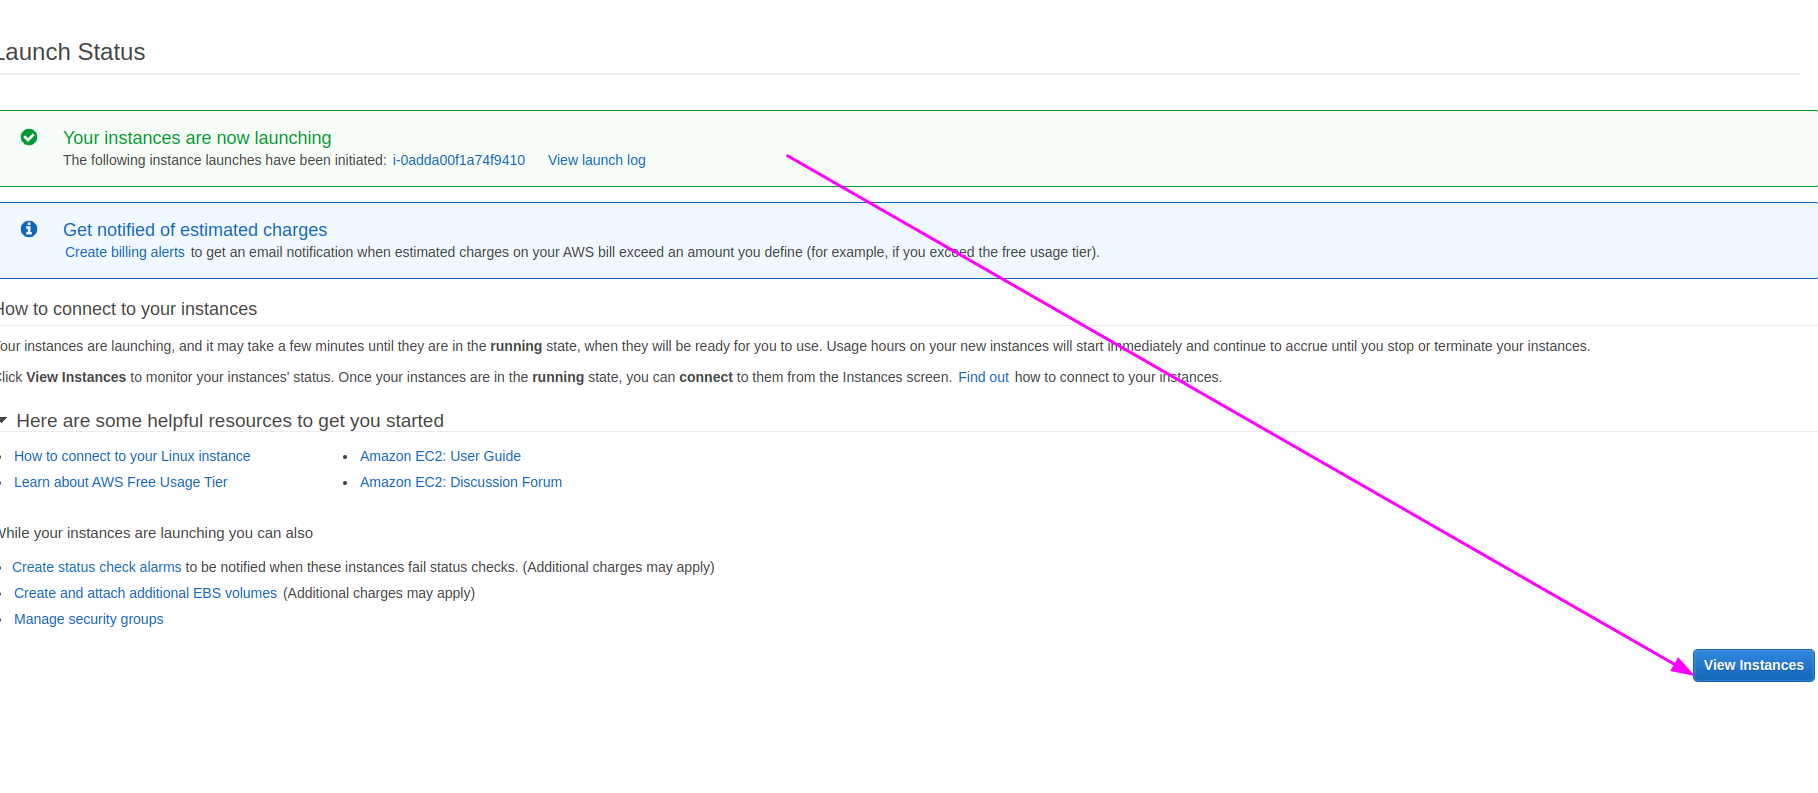 Launch Status
Your instances are now launching
The following instance launches have been initiated: i-0adda00f1a74f9410 View launch log
Get notified of estimated charges
Create billing alerts to get an email notification when estimated charges on your AWS bill exceed an amount you define (for example, if you exceed the free usage tier).
How to connect to your instances
Your instances are launching, and it may take a few minutes until they are in the running state, when they will be ready for you to use. Usage hours on your new instances will start immediately and continue to accrue until you stop or terminate your instances.
Click View Instances to monitor your instances' status. Once your instances are in the running state, you can connect to them from the Instances screen. Find out how to connect to your instances.
Here are some helpful resources to get you started
• How to connect to your Linux instance • Amazon EC2: User Guide
• Learn about AWS Free Usage Tier • Amazon EC2: Discussion Forum
While your instances are launching you can also
• Create status check alarms to be notified when these instances fail status checks. (Additional charges may apply)
• Create and attach additional EBS volumes (Additional charges may apply)
• Manage security groups
View Instances